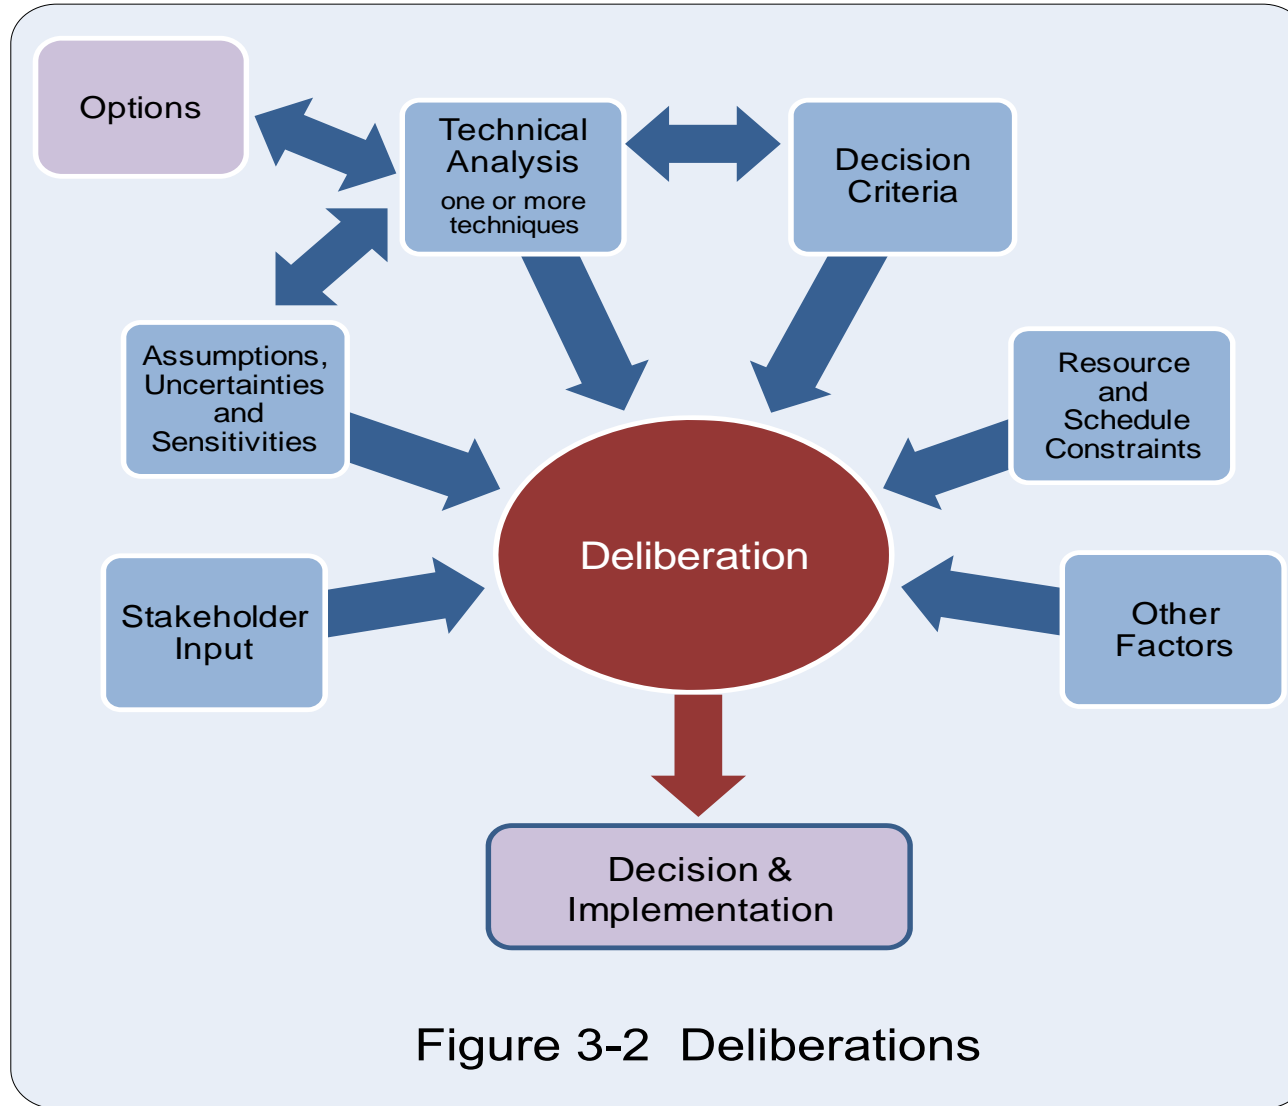 Options
Technical
Analysis
one or more
techniques
Decision
Criteria
Assumptions,
Uncertainties
and
Sensitivities
Resource
and
Schedule
Constraints
Deliberation
Stakeholder
Input
Other
Factors
Decision &
Implementation
Figure 3-2 Deliberations